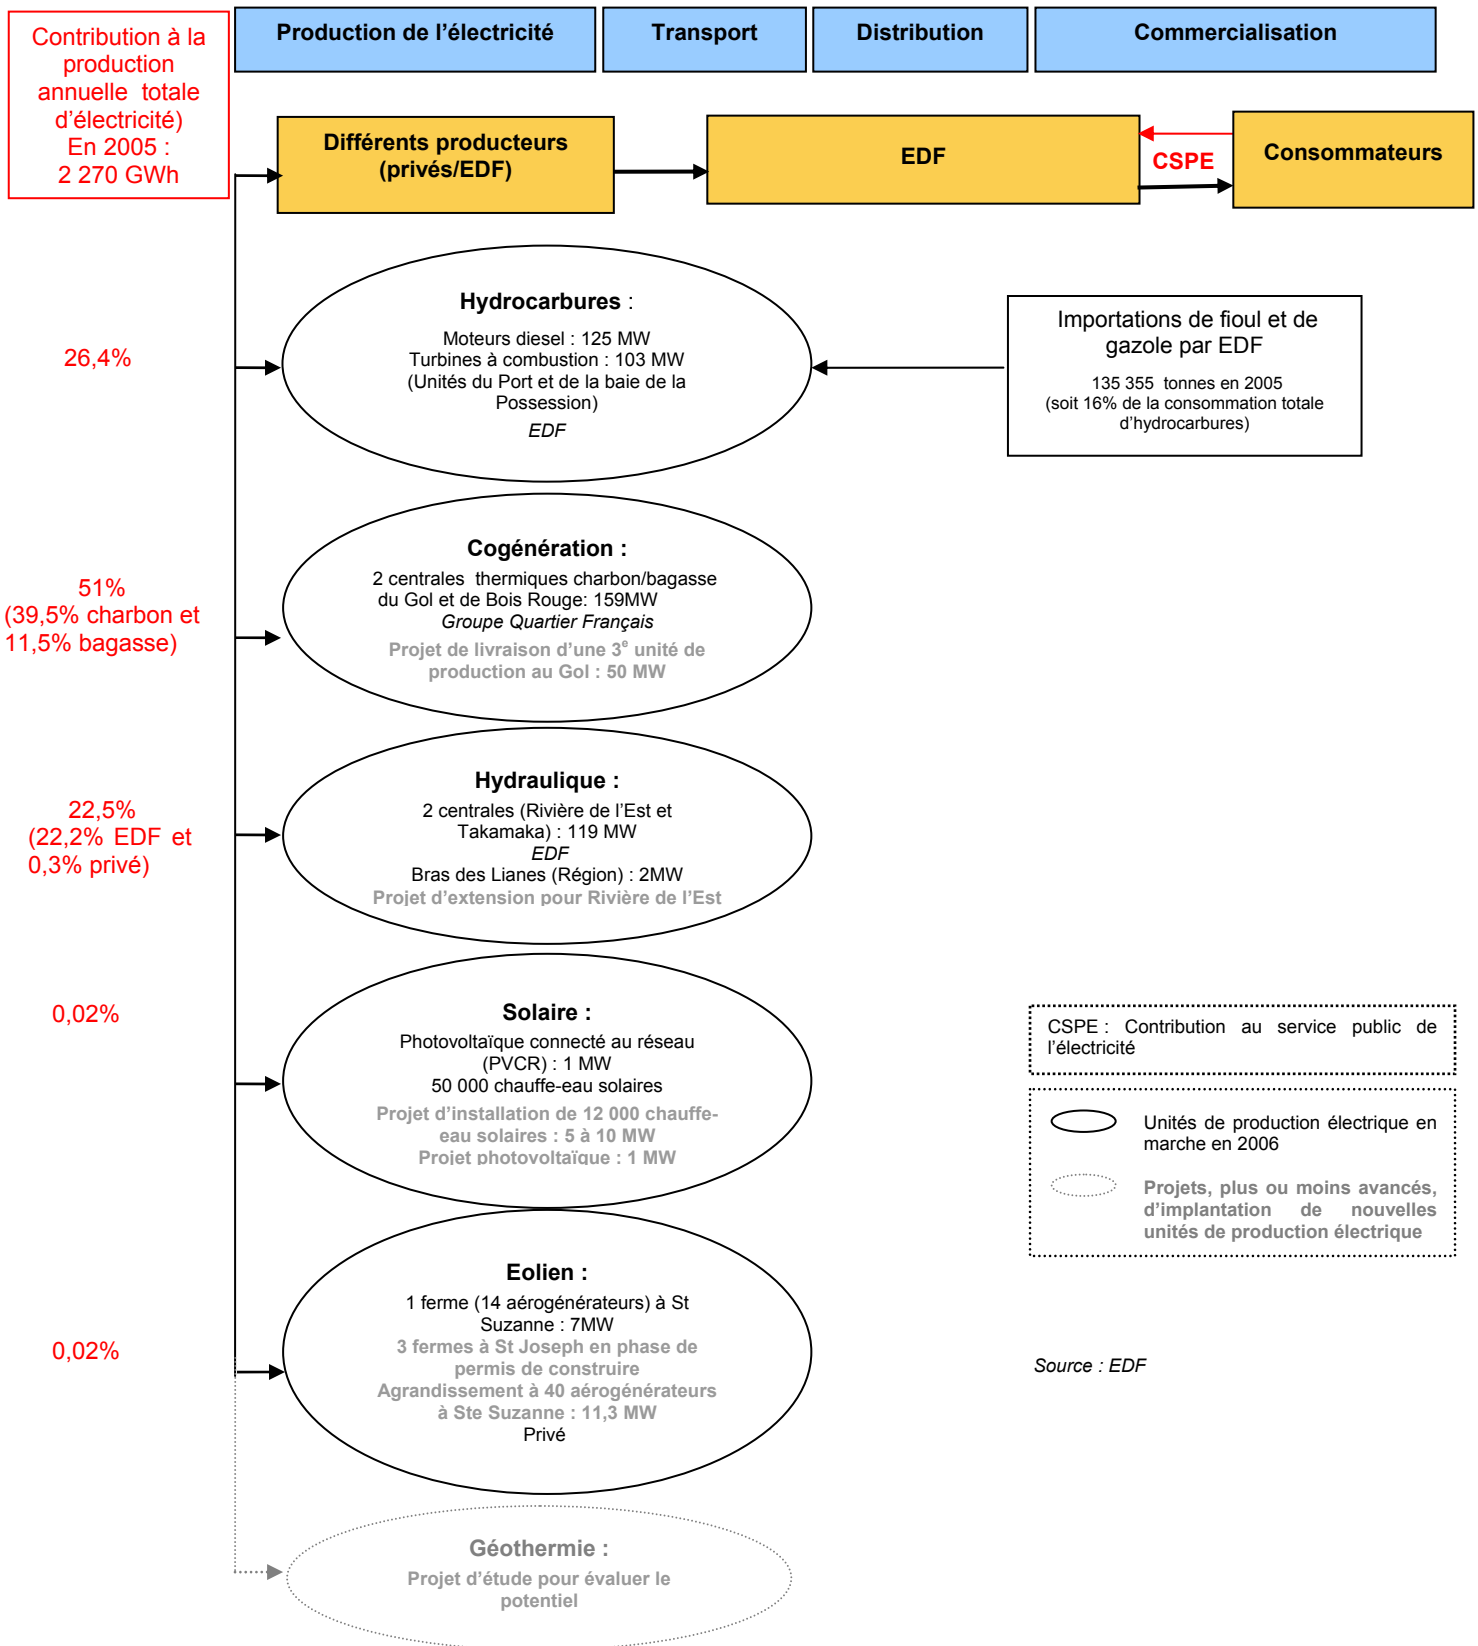 Contribution à la
production
annuelle totale
d'électricité)
En 2005 :
2 270 GWh
Production de l'électricité
Transport
Distribution
Commercialisation
Différents producteurs
(privés/EDF)
EDF
CSPE
Consommateurs
26,4%
Hydrocarbures :
Moteurs diesel : 125 MW
Turbines à combustion : 103 MW
(Unités du Port et de la baie de la
Possession)
EDF
Importations de fioul et de
gazole par EDF
135 355 tonnes en 2005
(soit 16% de la consommation totale
d'hydrocarbures)
51%
(39,5% charbon et
11,5% bagasse)
Cogénération :
2 centrales thermiques charbon/bagasse
du Gol et de Bois Rouge: 159MW
Groupe Quartier Français
Projet de livraison d'une 3e unité de
production au Gol : 50 MW
22,5%
(22,2% EDF et
0,3% privé)
Hydraulique :
2 centrales (Rivière de l'Est et
Takamaka) : 119 MW
EDF
Bras des Lianes (Région) : 2MW
Projet d'extension pour Rivière de l'Est
0,02%
Solaire :
Photovoltaïque connecté au réseau
(PVCR) : 1 MW
50 000 chauffe-eau solaires
Projet d'installation de 12 000 chauffe-
eau solaires : 5 à 10 MW
Projet photovoltaïque : 1 MW
CSPE : Contribution au service public de
l'électricité
Unités de production électrique en
marche en 2006
Projets, plus ou moins avancés,
d'implantation de nouvelles
unités de production électrique
0,02%
Eolien :
1 ferme (14 aérogénérateurs) à St
Suzanne : 7MW
3 fermes à St Joseph en phase de
permis de construire
Agrandissement à 40 aérogénérateurs
à Ste Suzanne : 11,3 MW
Privé
Source : EDF
Géothermie :
Projet d'étude pour évaluer le
potentiel